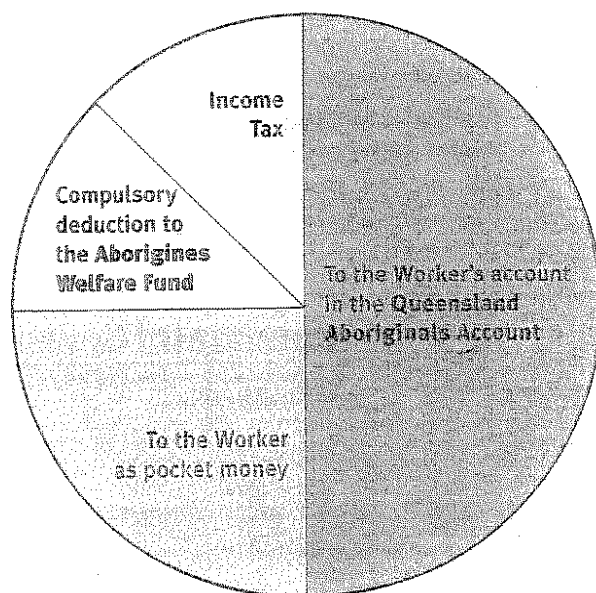 Income
Tax
Compulsory
deduction to
the Aborigines
Welfare Fund
To the Worker's account
in the Queensland
Aboriginals Account
To the Worker
as pocket money